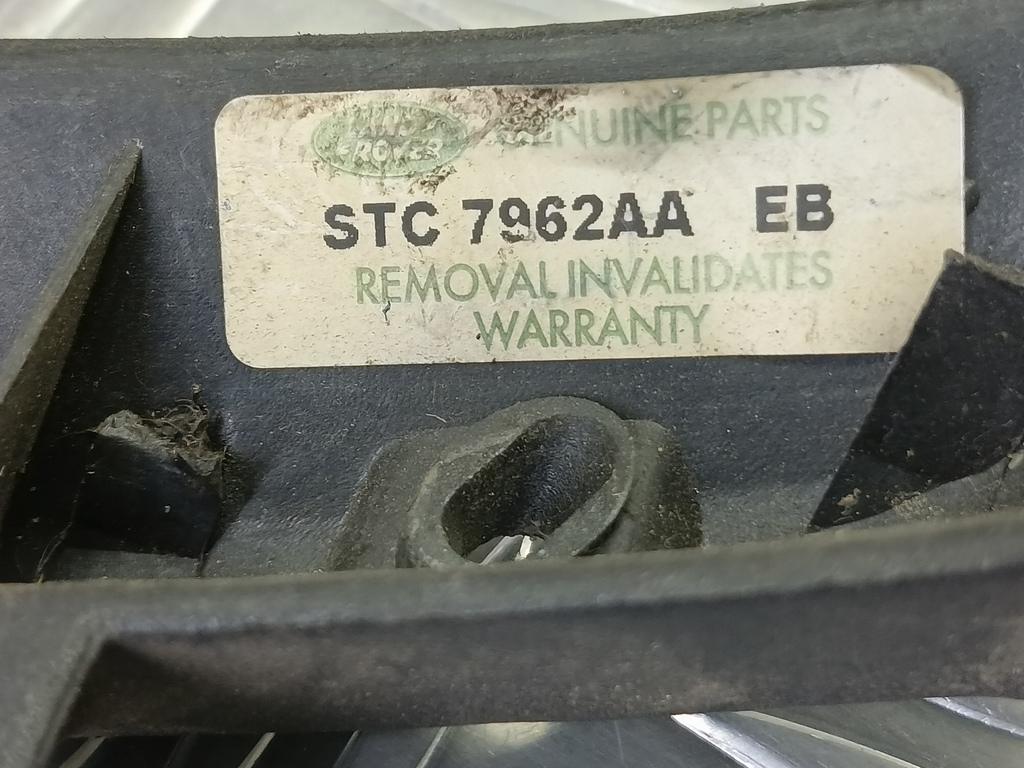 LAND
ROVER
GENUINE PARTS
STC 7962AA EB
REMOVAL INVALIDATES
WARRANTY